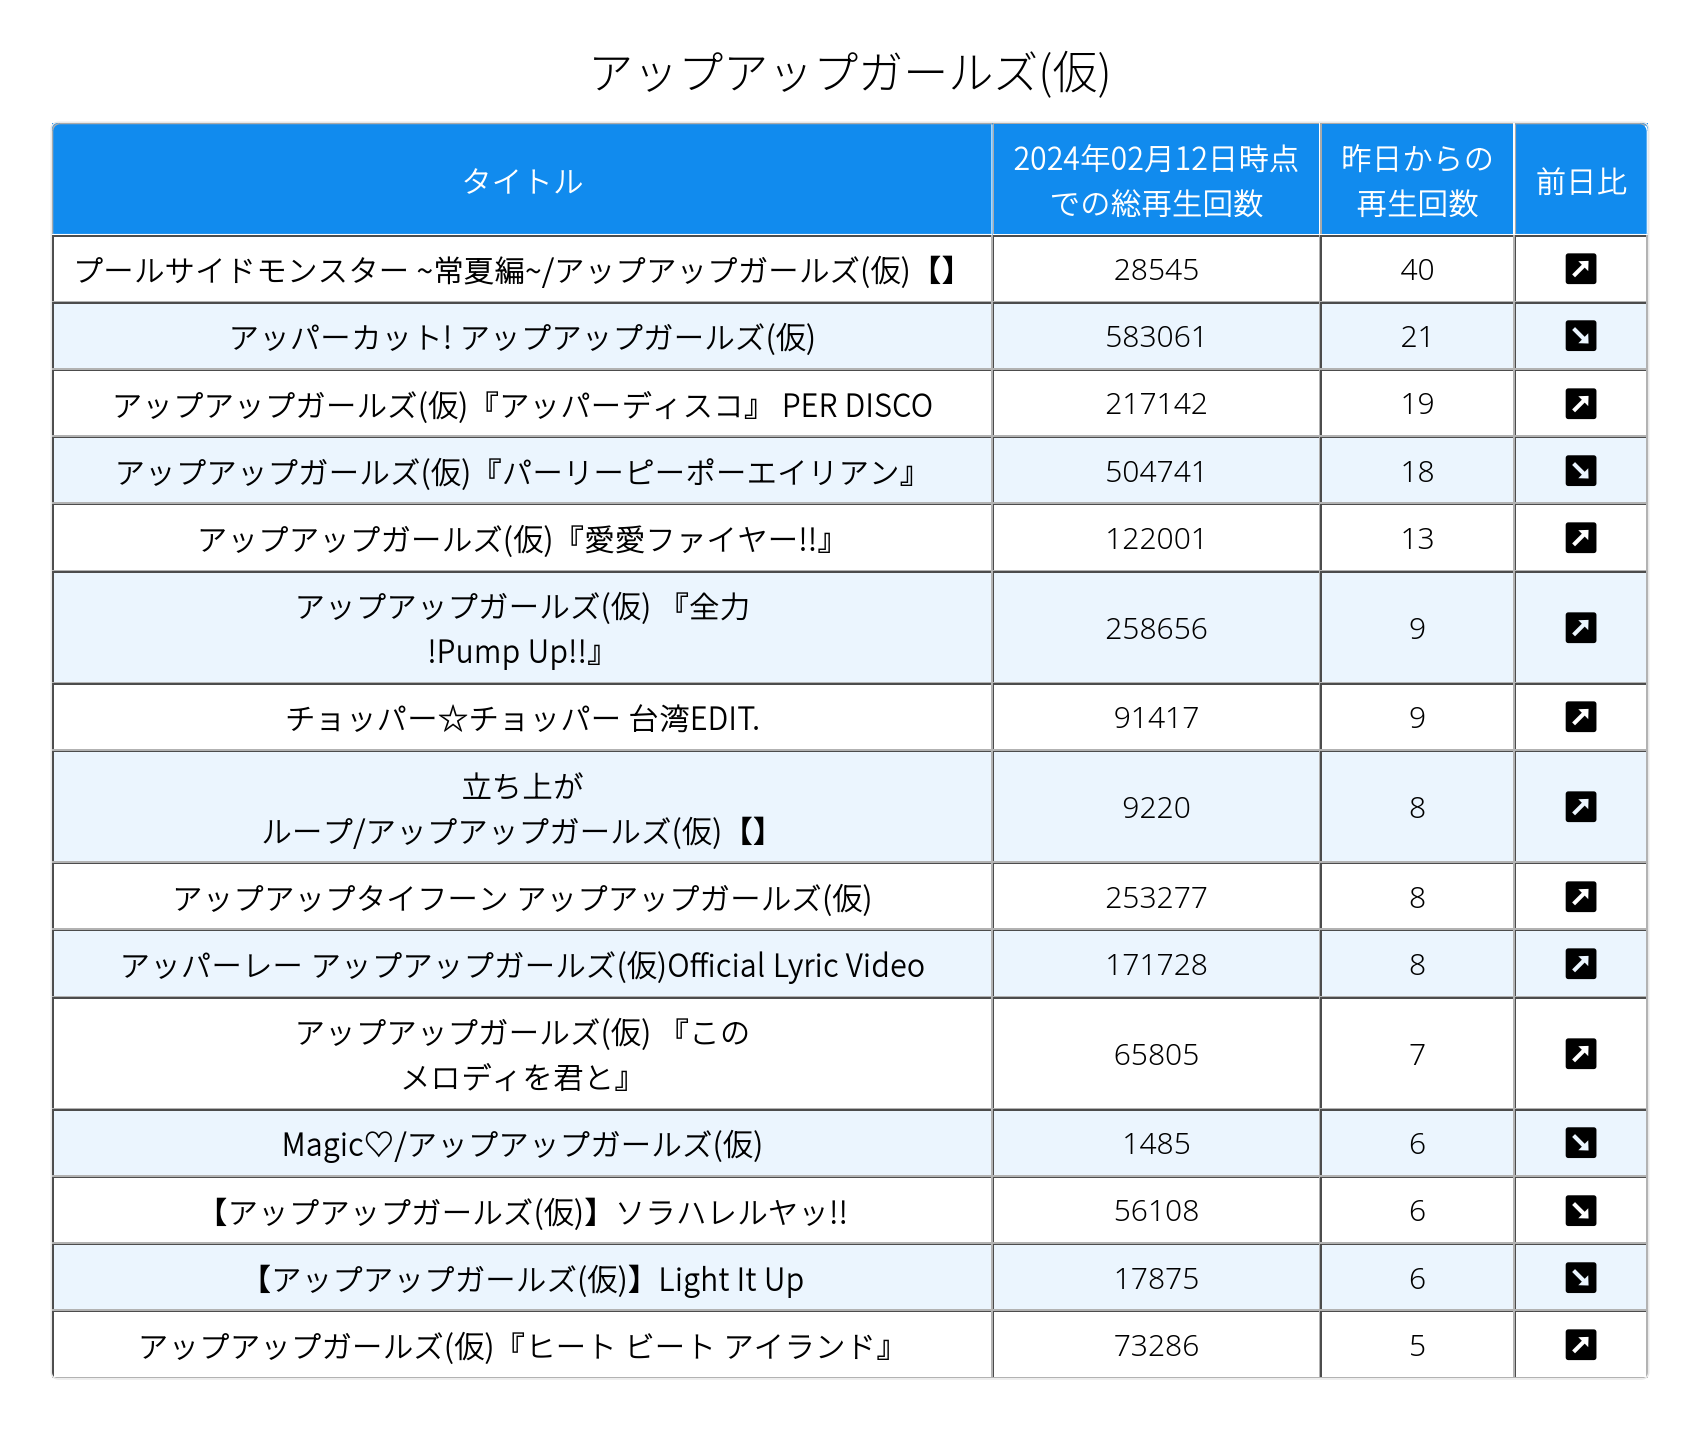 アップアップガールズ(仮)
タイトル
2024年02月12日時点
での総再生回数
昨日からの
再生回数
前日比
プールサイドモンスター ~常夏編~/アップアップガールズ(仮)【】
28545
40
アッパーカット! アップアップガールズ(仮)
583061
21
アップアップガールズ(仮)『アッパーディスコ』 PER DISCO
217142
19
アップアップガールズ(仮)『パーリーピーポーエイリアン』
504741
18
アップアップガールズ(仮)『愛愛ファイヤー!!』
122001
13
アップアップガールズ(仮) 『全力
!Pump Up!!』
258656
9
チョッパー☆チョッパー 台湾EDIT.
91417
9
立ち上が
ループ/アップアップガールズ(仮)【】
9220
8
アップアップタイフーン アップアップガールズ(仮)
253277
8
アッパーレー アップアップガールズ(仮)Official Lyric Video
171728
8
アップアップガールズ(仮) 『この
メロディを君と』
65805
7
Magic♡/アップアップガールズ(仮)
1485
6
【アップアップガールズ(仮)】ソラハレルヤッ!!
56108
6
【アップアップガールズ(仮)】Light It Up
17875
6
アップアップガールズ(仮)『ヒート ビート アイランド』
73286
5